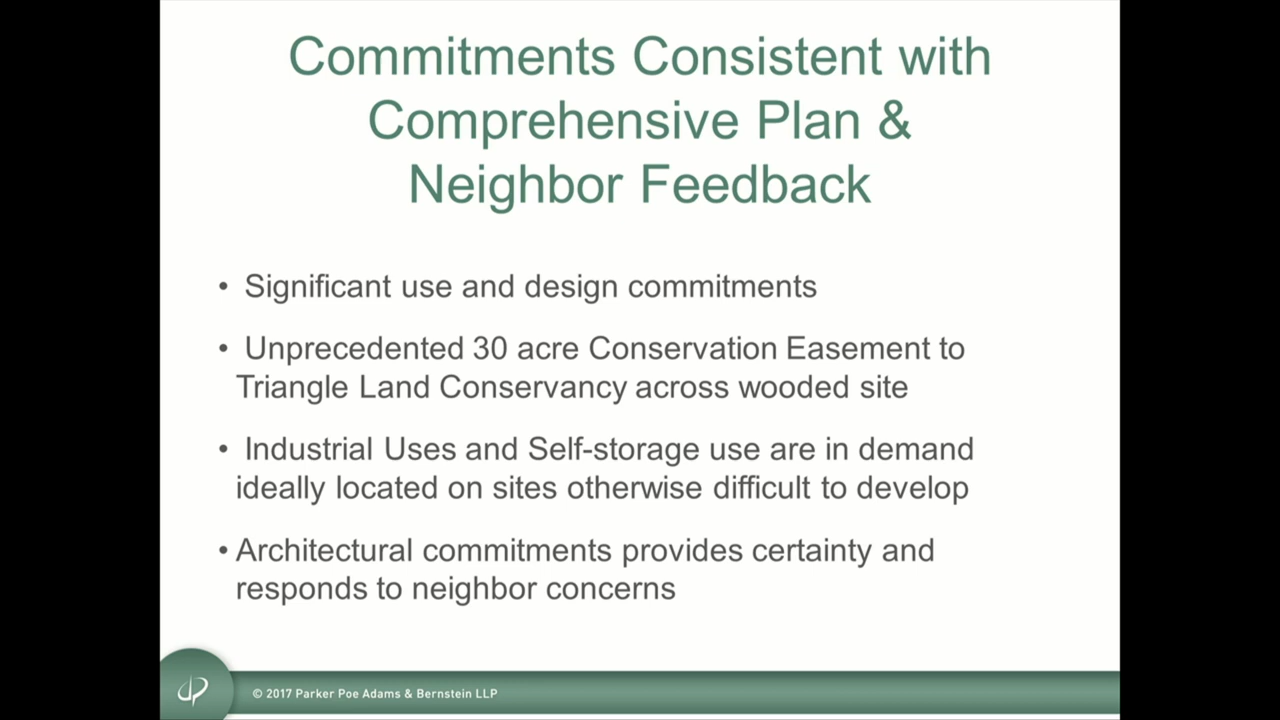 Commitments Consistent with
Comprehensive Plan &
Neighbor Feedback
• Significant use and design commitments
• Unprecedented 30 acre Conservation Easement to
Triangle Land Conservancy across wooded site
• Industrial Uses and Self-storage use are in demand
ideally located on sites otherwise difficult to develop
• Architectural commitments provides certainty and
responds to neighbor concerns
© 2017 Parker Poe Adams & Bernstein LLP